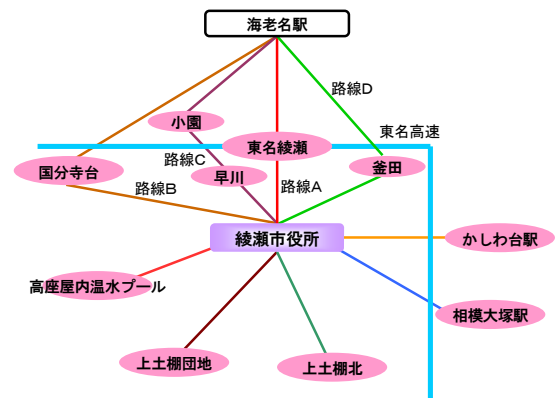 海老名駅
路線D
小園
東名高速
東名綾瀬
路線C
国分寺台
早川
釜田
路線B
路線A
綾瀬市役所
かしわ台駅
高座屋内温水プール
相模大塚駅
上土棚団地
上土棚北